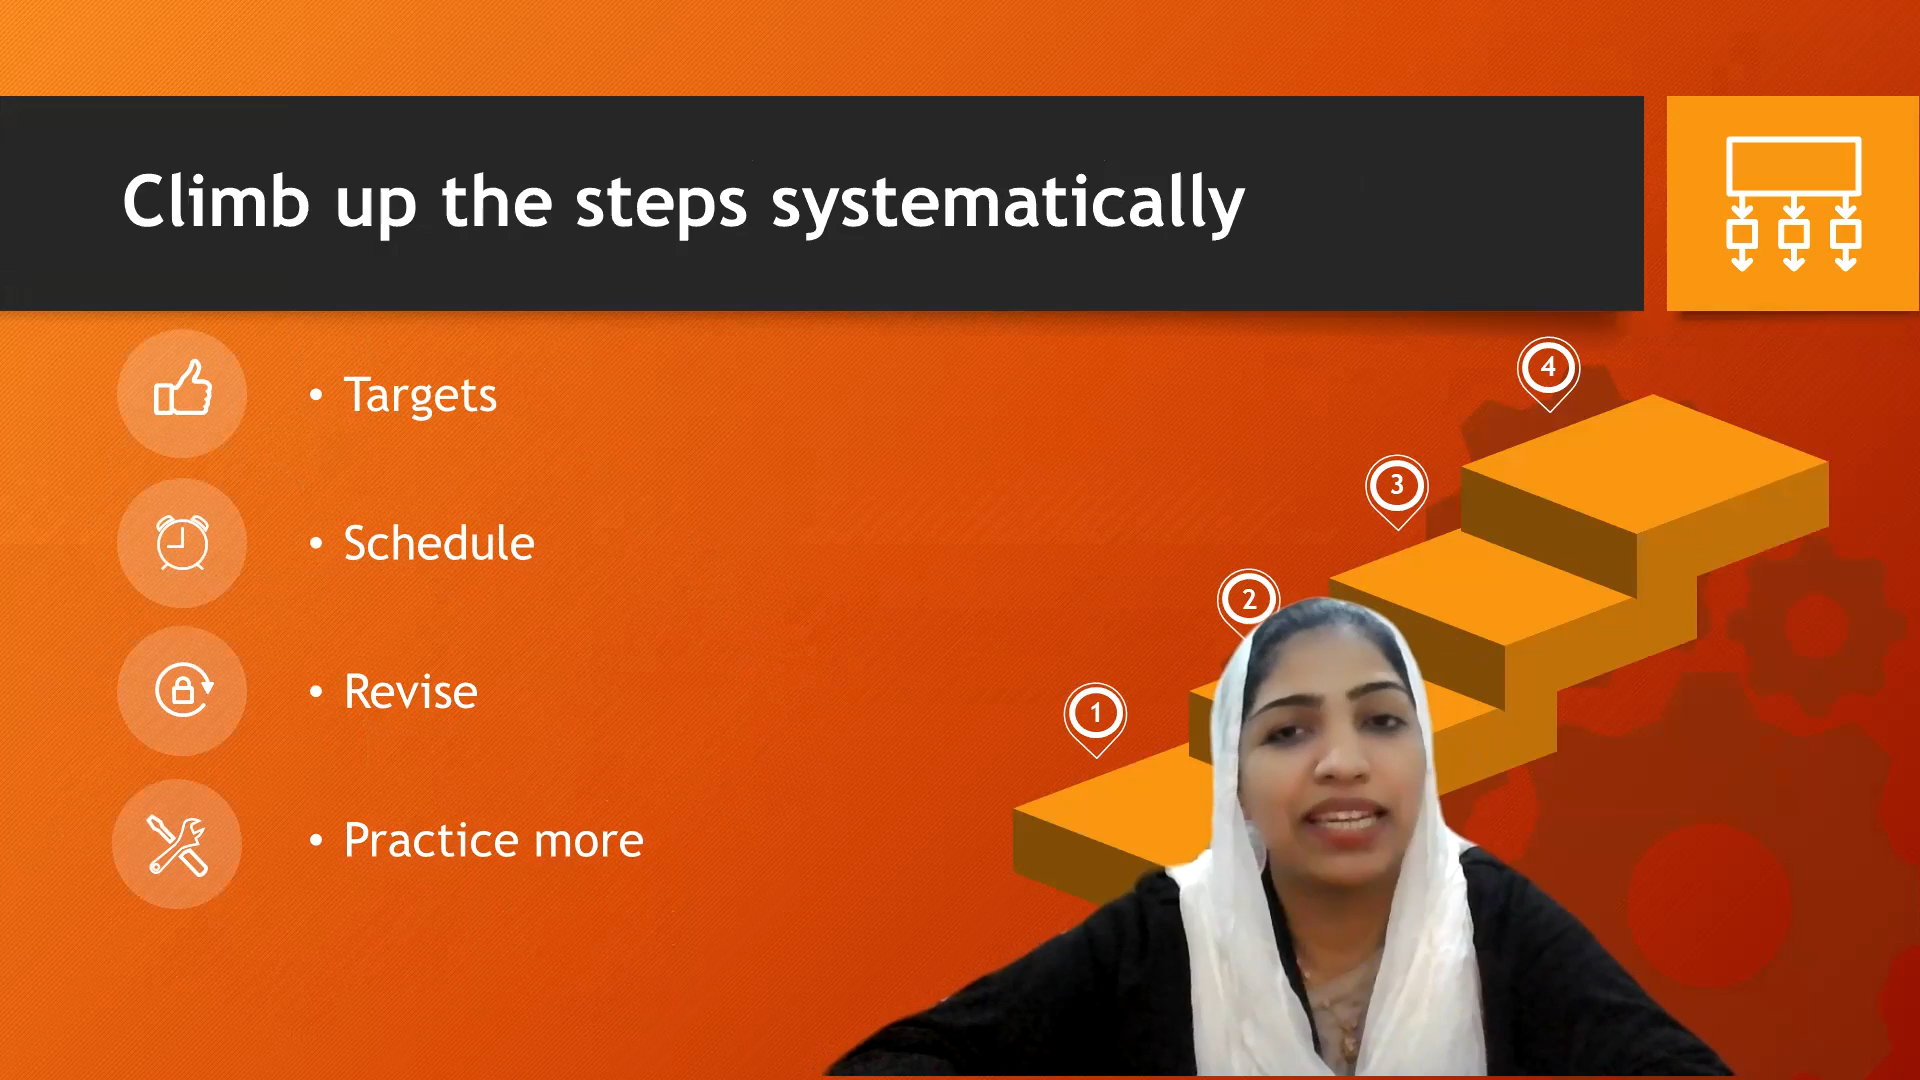 Climb up the steps systematically
• Targets
• Schedule
• Revise
• Practice more
4
3
2
1